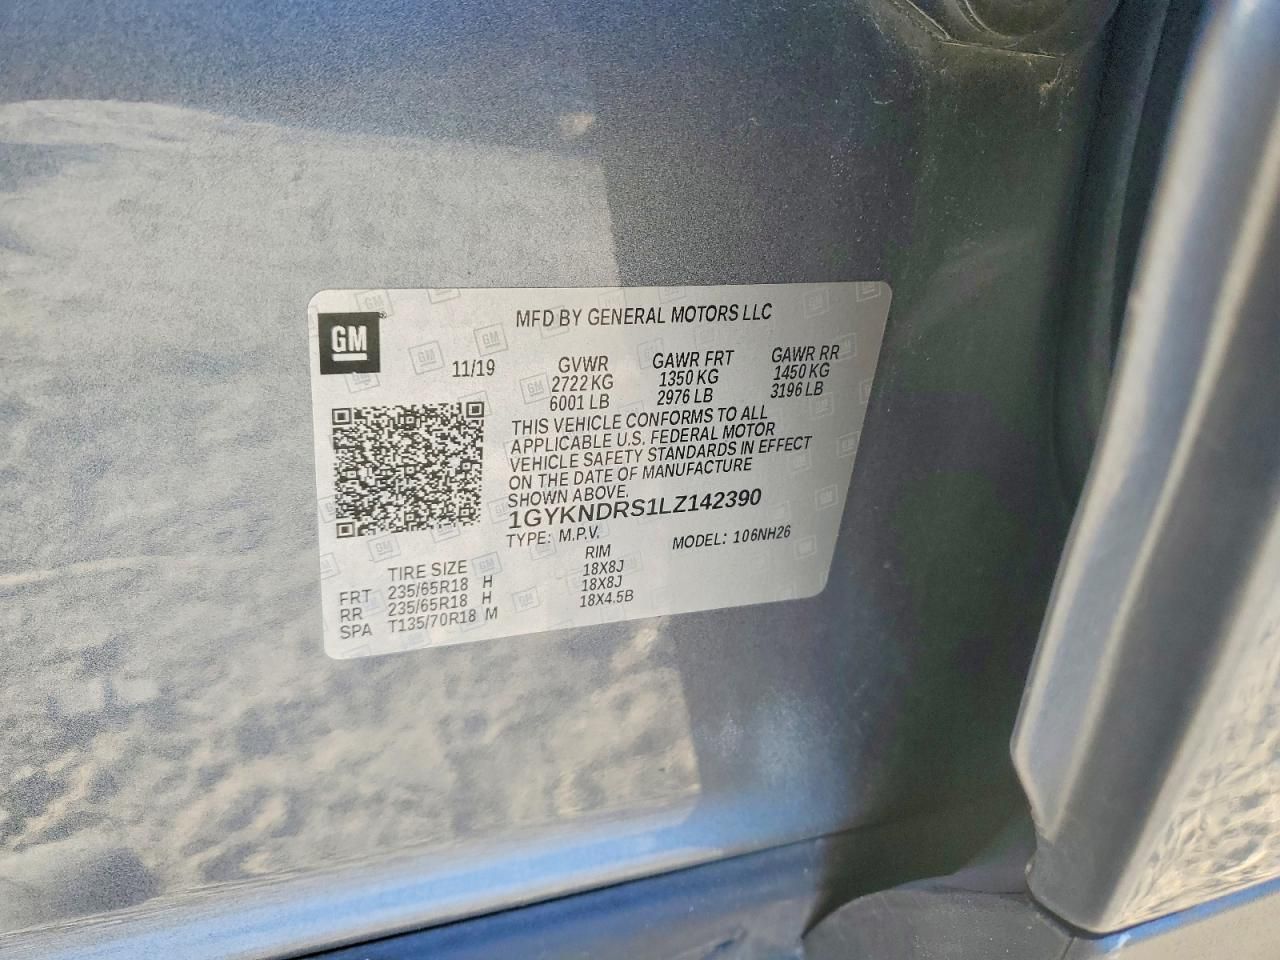 MFD BY GENERAL MOTORS LLC
GM
11/19 GVWR GAWR FRT GAWR RR
2722 KG 1350 KG 1450 KG
6001 LB 2976 LB 3196 LB
THIS VEHICLE CONFORMS TO ALL
APPLICABLE U.S. FEDERAL MOTOR
VEHICLE SAFETY STANDARDS IN EFFECT
ON THE DATE OF MANUFACTURE
SHOWN ABOVE.
1GYKNDRS1LZ142390
TYPE: M.P.V. MODEL: 106NH26
TIRE SIZE RIM
FRT 235/65R18 H 18X8J
RR 235/65R18 H 18X8J
SPA T135/70R18 M 18X4.5B